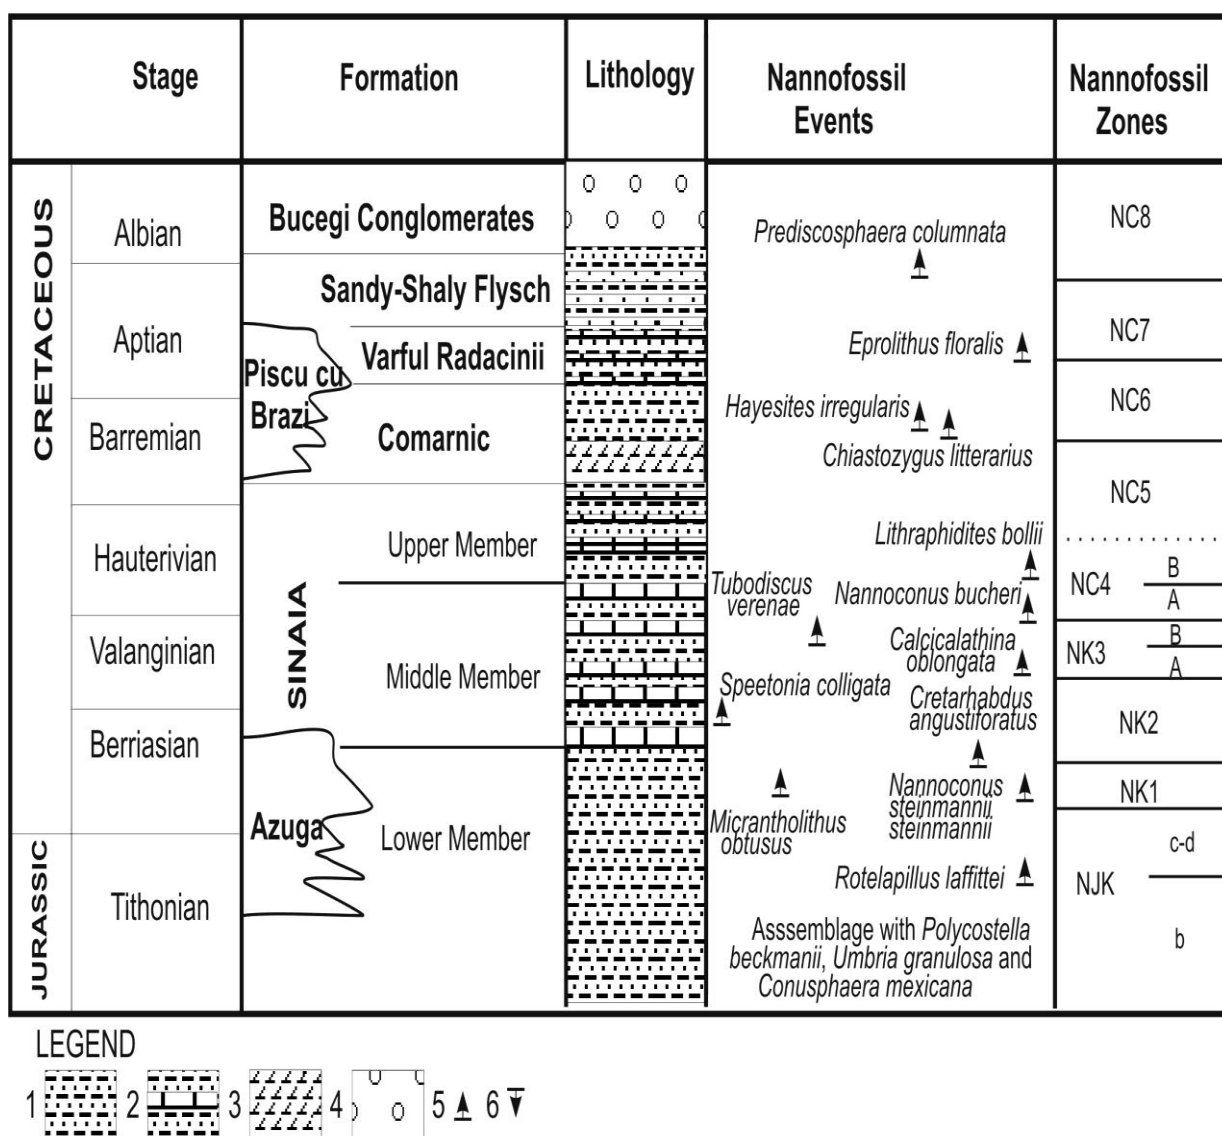 Stage
Formation
Lithology
Nannofossil
Events
Nannofossil
Zones
CRETACEOUS
JURASSIC
Albian
Aptian
Barremian
Hauterivian
Valanginian
Berriasian
Tithonian
Bucegi Conglomerates
Sandy-Shaly Flysch
Varful Radacinii
Piscu cu
Brazi
Comarnic
SINAIA
Upper Member
Middle Member
Azuga
Lower Member
Prediscosphaera columnata
Eprolithus floralis
Hayesites irregularis
Chiastozygus litterarius
Lithraphidites bollii
Tubodiscus
verenae
Nannoconus bucheri
Calcicalathina
oblongata
Speetonia colligata
Cretarhabdus
angustiforatus
Nannoconus
steinmannii
steinmannii
Micrantholithus
obtusus
Rotelapillus laffittei
Asssemblage with Polycostella
beckmanii, Umbria granulosa and
Conusphaera mexicana
NC8
NC7
NC6
NC5
NC4
B
A
NK3
B
A
NK2
NK1
NJK
c-d
b
LEGEND
1 2 3 4 5 6